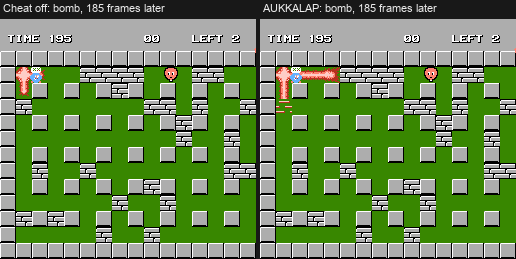 Cheat off: bomb, 185 frames later
AUKKALAP: bomb, 185 frames later
TIME 195 00 LEFT 2
TIME 195 00 LEFT 2